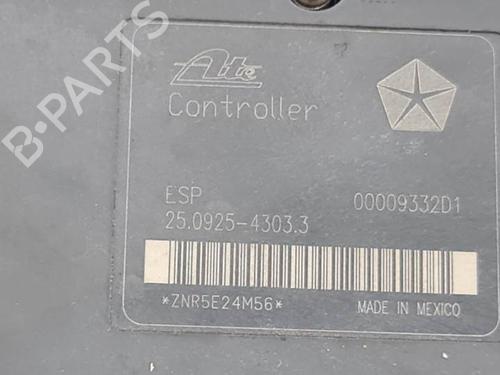 Ate
Controller
ESP 00009332D1
25.0925-4303.3
*ZNR5E24M56* MADE IN MEXICO
B-PARTS